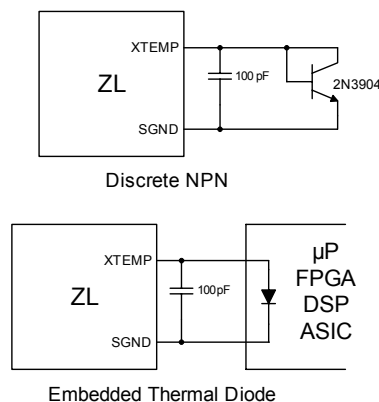 XTEMP
ZL
100 pF
2N3904
SGND
Discrete NPN
XTEMP
ZL
100pF
SGND
µP
FPGA
DSP
ASIC
Embedded Thermal Diode